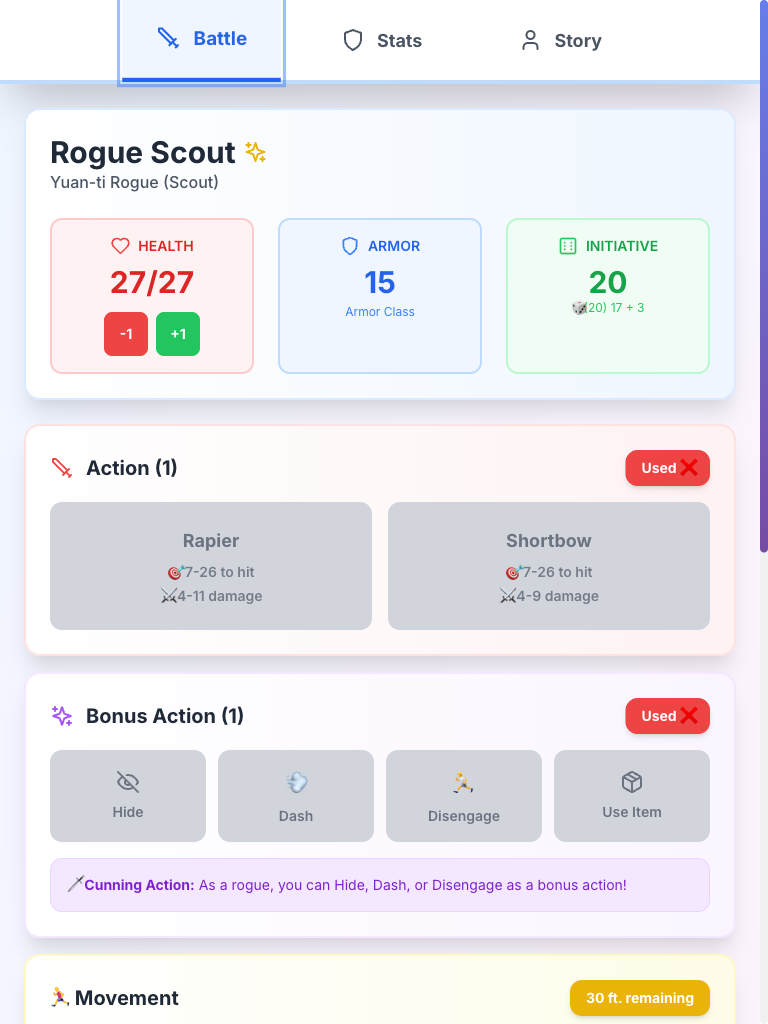 Battle
Stats
Story
Rogue Scout
Yuan-ti Rogue (Scout)
HEALTH
27/27
-1
+1
ARMOR
15
Armor Class
INITIATIVE
20
(20) 17 + 3
Action (1)
Used
Rapier
7-26 to hit
4-11 damage
Shortbow
7-26 to hit
4-9 damage
Bonus Action (1)
Used
Hide
Dash
Disengage
Use Item
Cunning Action: As a rogue, you can Hide, Dash, or Disengage as a bonus action!
Movement
30 ft. remaining